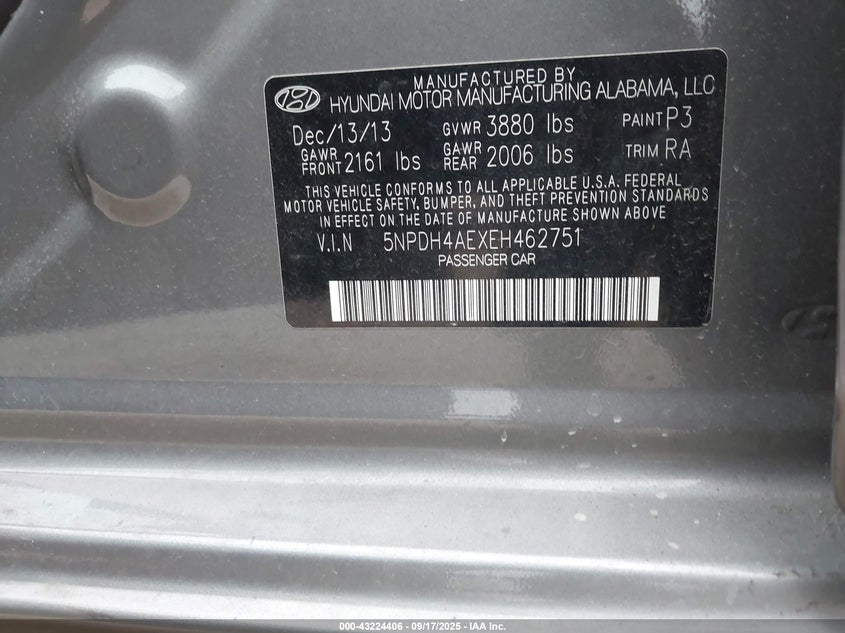 MANUFACTURED BY
HYUNDAI MOTOR MANUFACTURING ALABAMA, LLC
Dec/13/13 GVWR 3880 lbs PAINT P3
GAWR FRONT 2161 lbs GAWR REAR 2006 lbs TRIM RA
THIS VEHICLE CONFORMS TO ALL APPLICABLE U.S.A. FEDERAL
MOTOR VEHICLE SAFETY, BUMPER, AND THEFT PREVENTION STANDARDS
IN EFFECT ON THE DATE OF MANUFACTURE SHOWN ABOVE
V.I.N 5NPDH4AEXEH462751
PASSENGER CAR
000-43224406 - 09/17/2025 - IAA Inc.